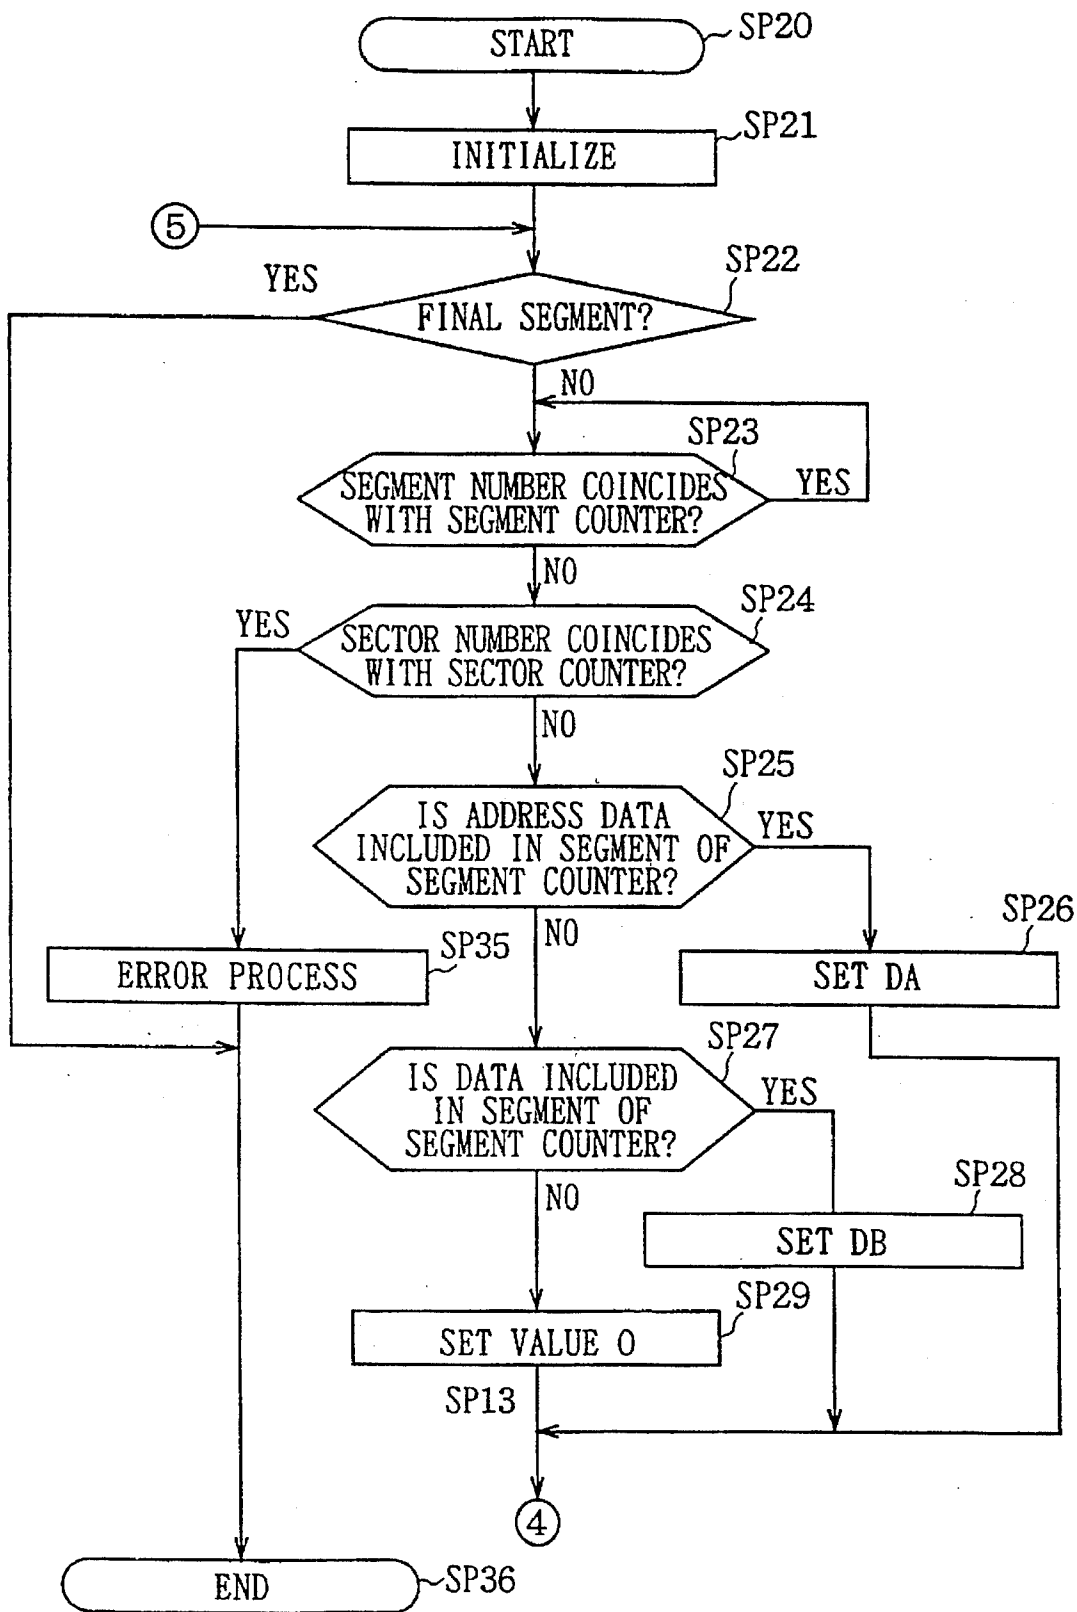 START
SP20
INITIALIZE
SP21
⑤
YES
SP22
FINAL SEGMENT?
NO
SP23
SEGMENT NUMBER COINCIDES
WITH SEGMENT COUNTER?
YES
NO
SP24
YES
SECTOR NUMBER COINCIDES
WITH SECTOR COUNTER?
NO
SP25
IS ADDRESS DATA
INCLUDED IN SEGMENT OF
SEGMENT COUNTER?
YES
NO
SP26
SET DA
SP35
ERROR PROCESS
SP27
IS DATA INCLUDED
IN SEGMENT OF
SEGMENT COUNTER?
YES
NO
SP28
SET DB
SP29
SET VALUE 0
SP13
④
END
SP36